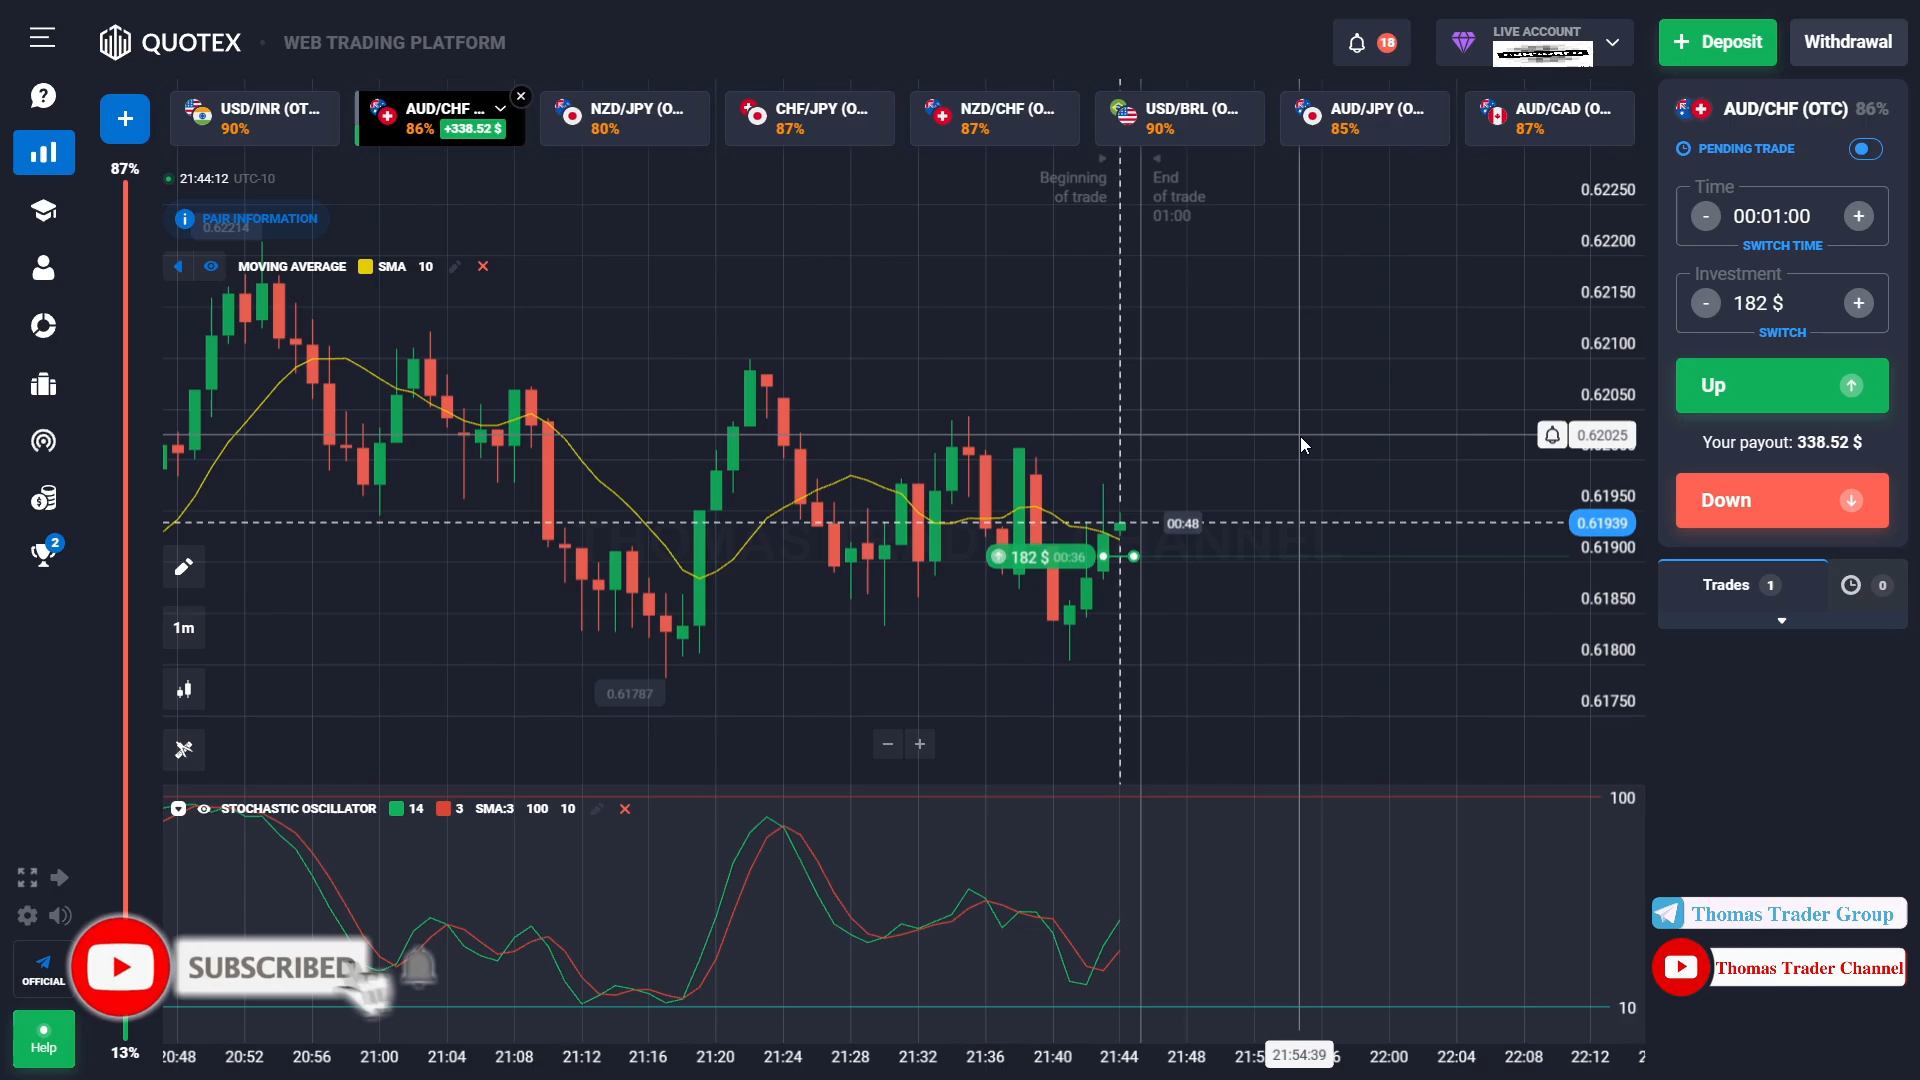 QUOTEX
WEB TRADING PLATFORM
18
LIVE ACCOUNT
Deposit
Withdrawal
USD/INR (OT...
90%
AUD/CHF ...
86% +338.52 $
NZD/JPY (O...
80%
CHF/JPY (O...
87%
NZD/CHF (O...
87%
USD/BRL (O...
90%
AUD/JPY (O...
85%
AUD/CAD (O...
87%
AUD/CHF (OTC) 86%
PENDING TRADE
Time
- 00:01:00 +
SWITCH TIME
Investment
- 182 $ +
SWITCH
Up
Your payout: 338.52 $
Down
Trades 1
0
87%
21:44:12 UTC-10
PAIR INFORMATION
0.62214
MOVING AVERAGE SMA 10
Beginning
of trade
End
of trade
01:00
0.62250
0.62200
0.62150
0.62100
0.62050
0.62025
0.61950
0.61939
0.61900
0.61850
0.61800
0.61750
00:48
182 $ 00:36
0.61787
1m
2
STOCHASTIC OSCILLATOR 14 3 SMA:3 100 10
100
10
OFFICIAL
SUBSCRIBED
Help
13%
Thomas Trader Group
Thomas Trader Channel
20:48 20:52 20:56 21:00 21:04 21:08 21:12 21:16 21:20 21:24 21:28 21:32 21:36 21:40 21:44 21:48 21:54:39 22:00 22:04 22:08 22:12